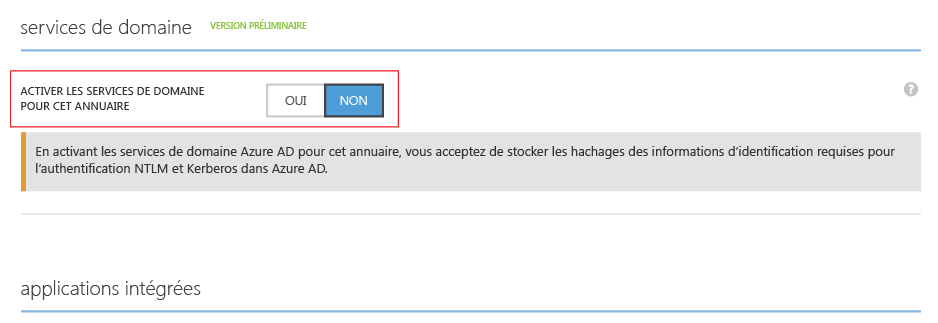 services de domaine VERSION PRÉLIMINAIRE
ACTIVER LES SERVICES DE DOMAINE
POUR CET ANNUAIRE
OUI NON
?
En activant les services de domaine Azure AD pour cet annuaire, vous acceptez de stocker les hachages des informations d’identification requises pour
l’authentification NTLM et Kerberos dans Azure AD.
applications intégrées